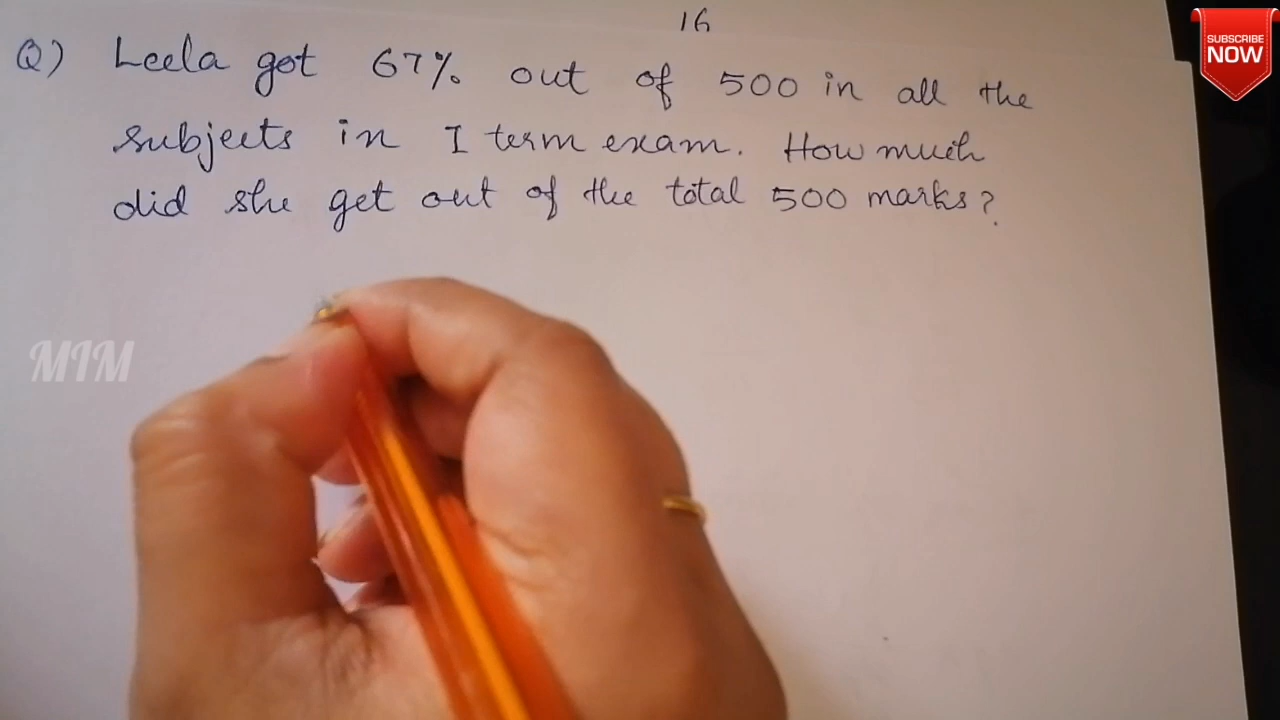 16
Q) Leela got 67% out of 500 in all the
subjects in I term exam. How much
did she get out of the total 500 marks?
SUBSCRIBE
NOW
MIM